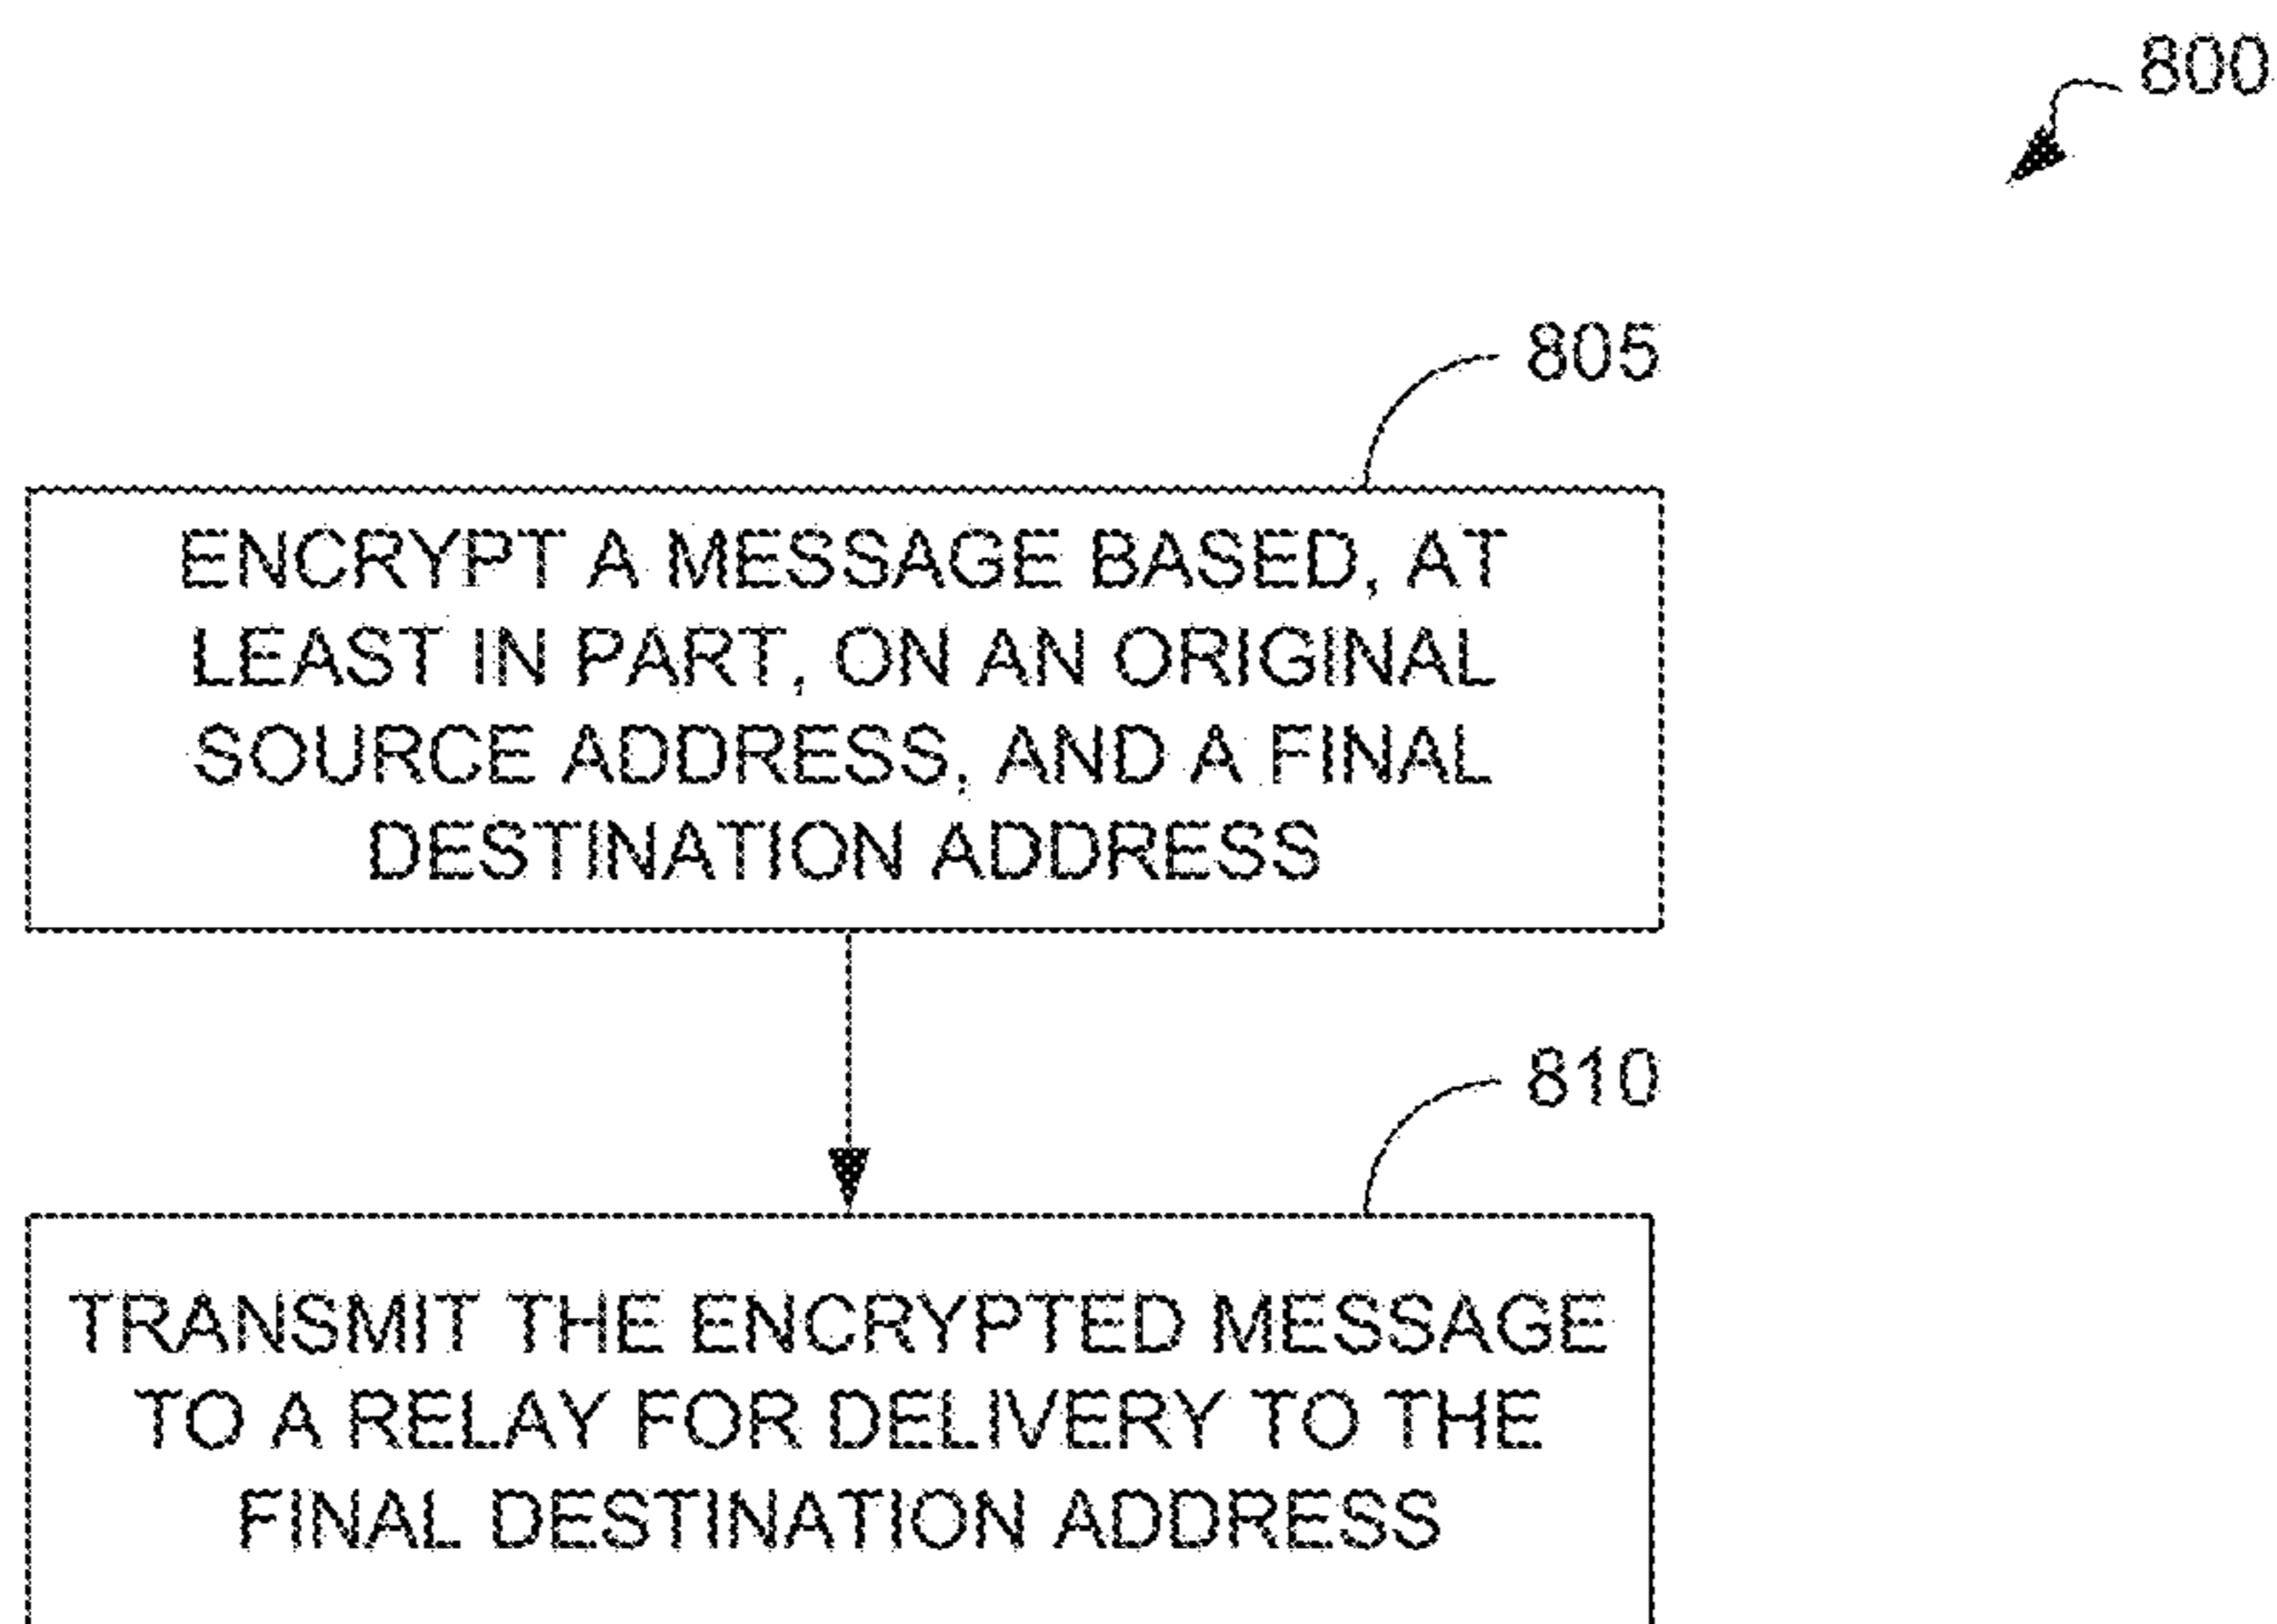 800
805
ENCRYPT A MESSAGE BASED, AT
LEAST IN PART, ON AN ORIGINAL
SOURCE ADDRESS, AND A FINAL
DESTINATION ADDRESS
810
TRANSMIT THE ENCRYPTED MESSAGE
TO A RELAY FOR DELIVERY TO THE
FINAL DESTINATION ADDRESS